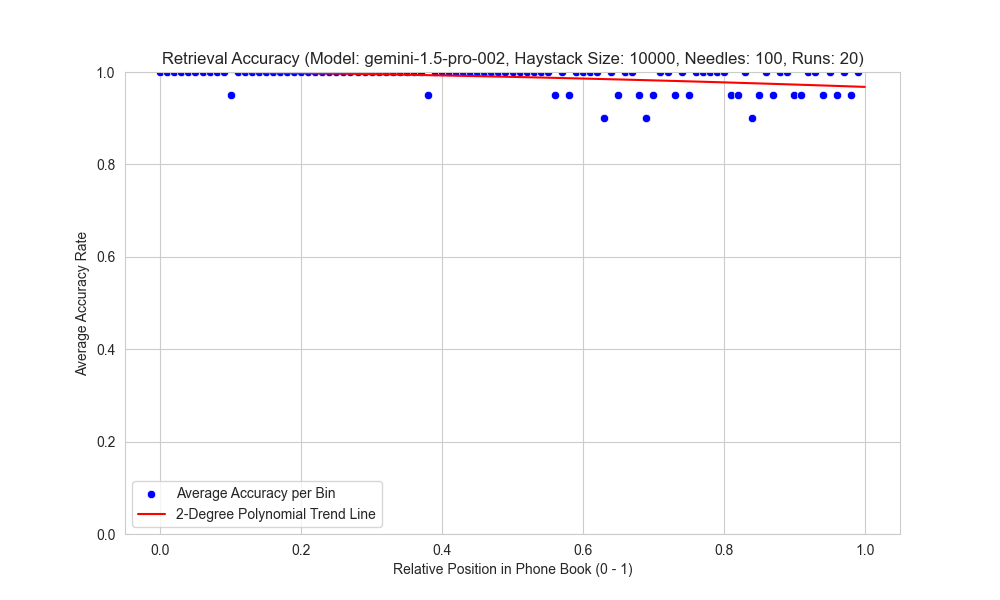 Retrieval Accuracy (Model: gemini-1.5-pro-002, Haystack Size: 10000, Needles: 100, Runs: 20)
Average Accuracy Rate
1.0
0.8
0.6
0.4
0.2
0.0
Average Accuracy per Bin
2-Degree Polynomial Trend Line
0.0 0.2 0.4 0.6 0.8 1.0
Relative Position in Phone Book (0 - 1)